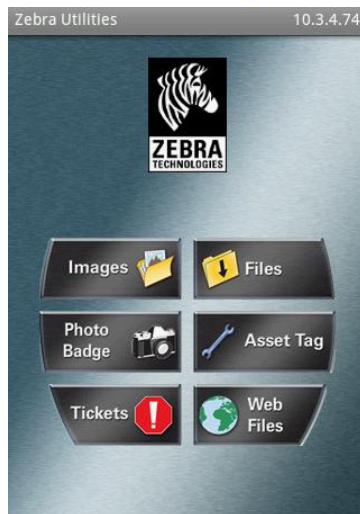 Zebra Utilities 10.3.4.74
ZEBRA
TECHNOLOGIES
Images
Files
Photo
Badge
Asset Tag
Tickets
Web
Files